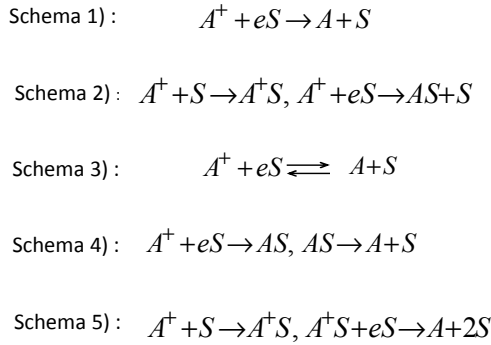 Schema 1) : A⁺ + eS → A + S
Schema 2) : A⁺ + S → A⁺S, A⁺ + eS → AS + S
Schema 3) : A⁺ + eS ⇌ A + S
Schema 4) : A⁺ + eS → AS, AS → A + S
Schema 5) : A⁺ + S → A⁺S, A⁺S + eS → A + 2S